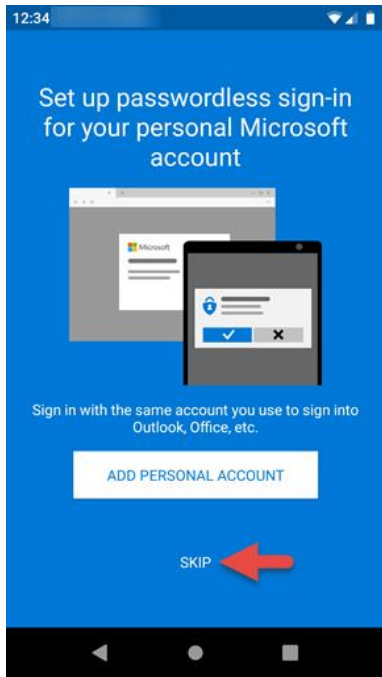 12:34
Set up passwordless sign-in
for your personal Microsoft
account
Microsoft
Sign in with the same account you use to sign into
Outlook, Office, etc.
ADD PERSONAL ACCOUNT
SKIP